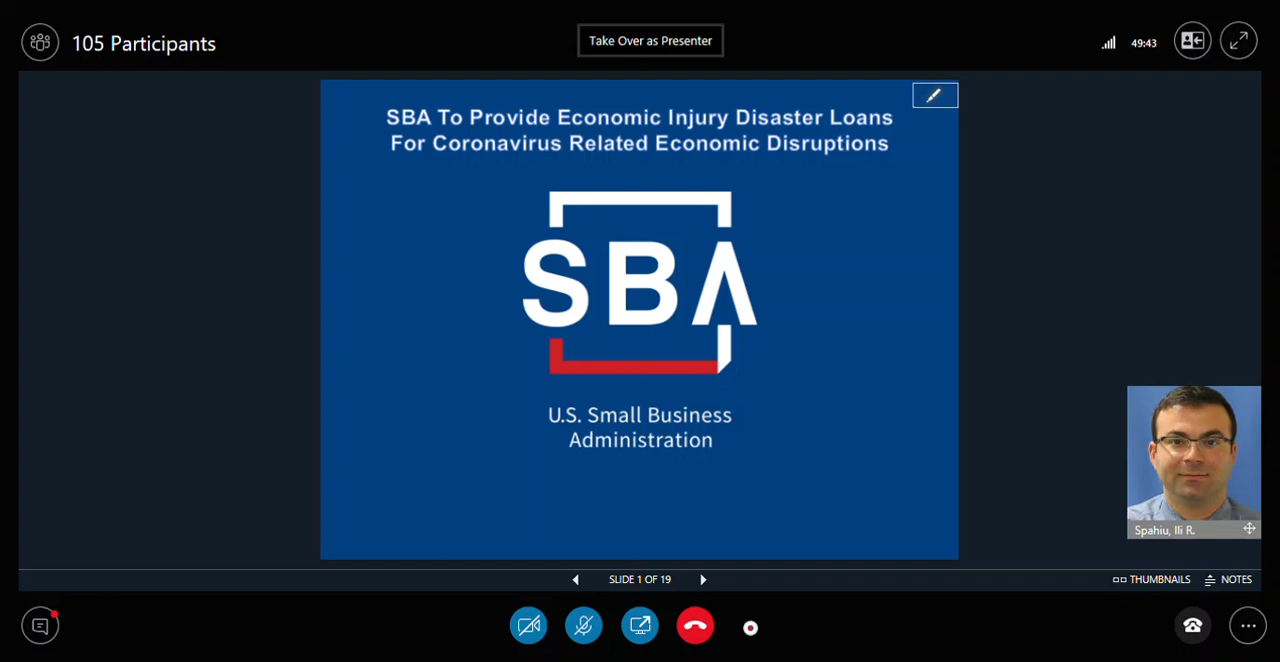 105 Participants
Take Over as Presenter
49:43
SBA To Provide Economic Injury Disaster Loans
For Coronavirus Related Economic Disruptions
SBA
U.S. Small Business
Administration
Spahiu, Ili R.
SLIDE 1 OF 19
THUMBNAILS
NOTES